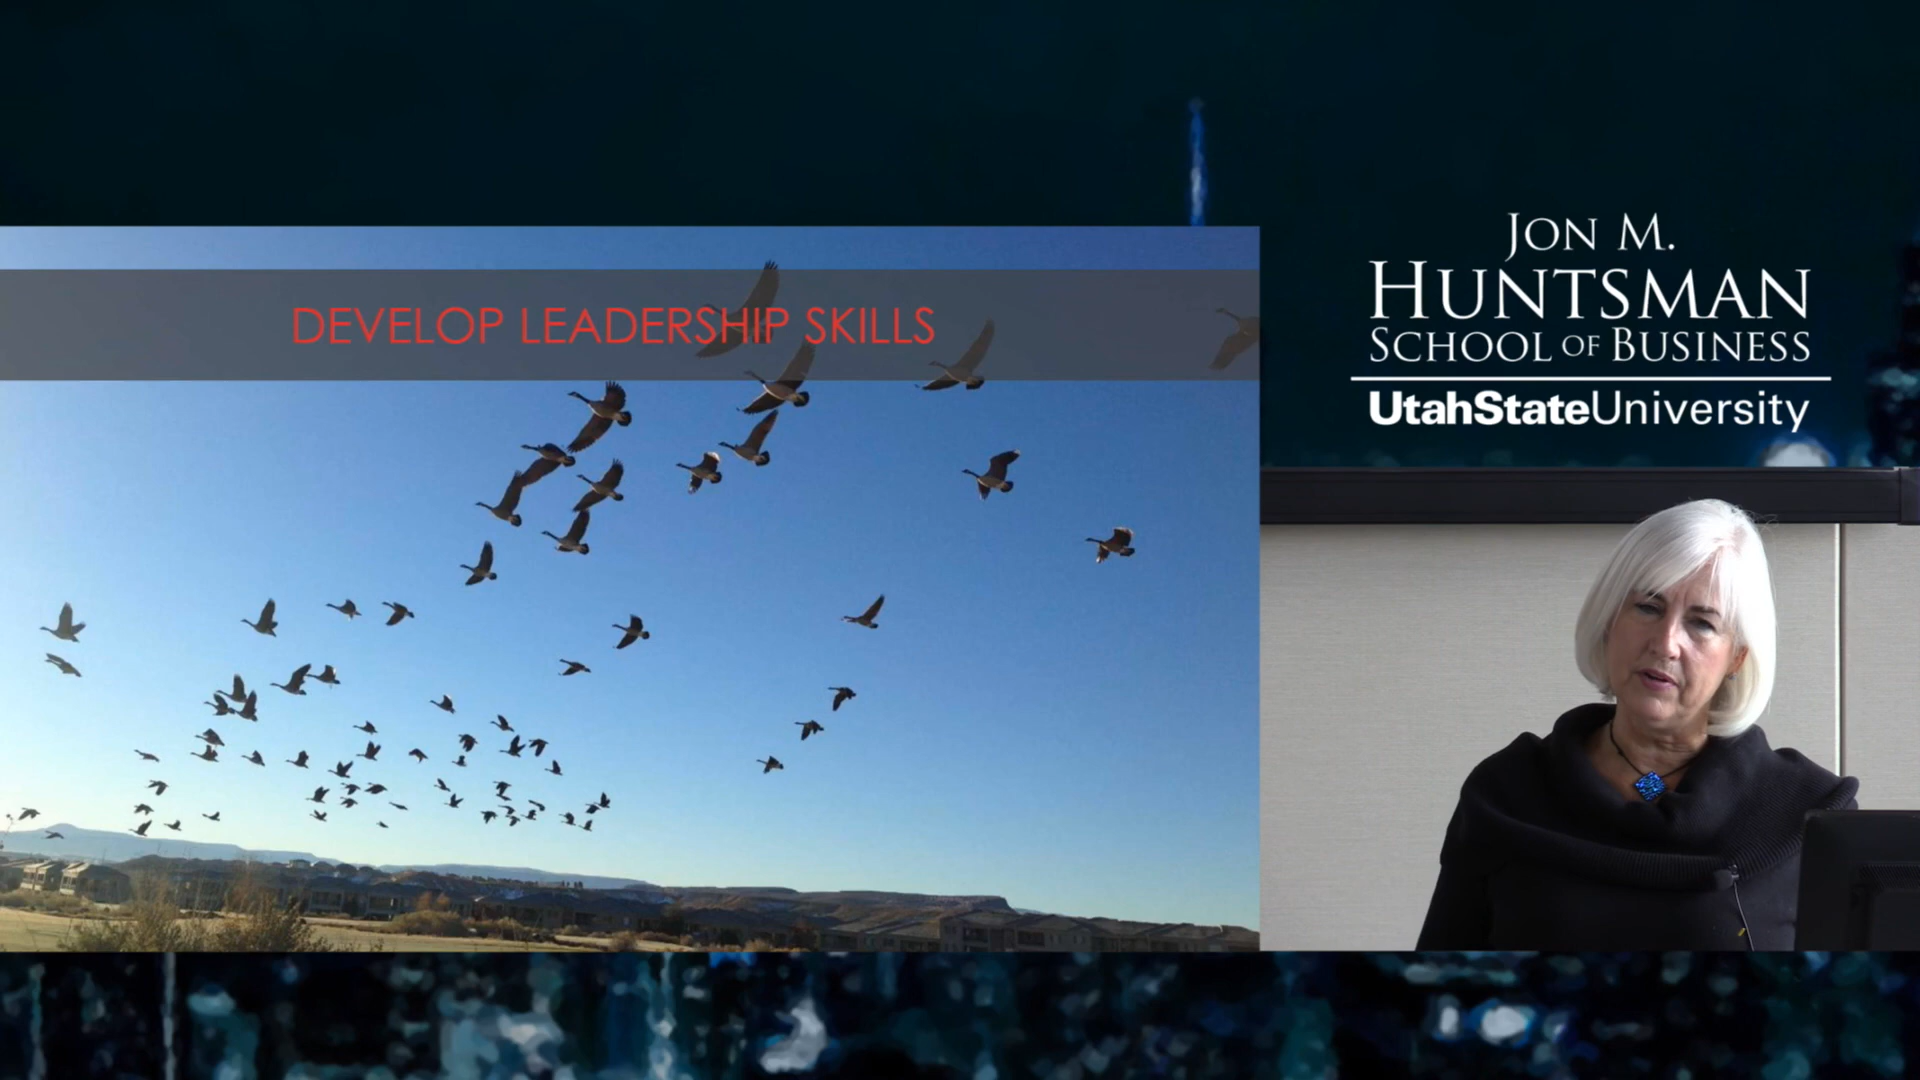 DEVELOP LEADERSHIP SKILLS
JON M.
HUNTSMAN
SCHOOL OF BUSINESS
UtahStateUniversity